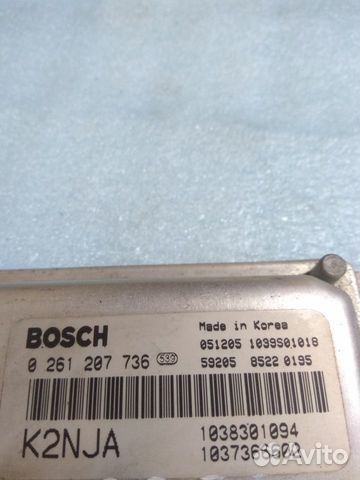 BOSCH
Made in Korea
0 261 207 736
051205 1039S01018
59205 8522 0195
K2NJA
1038301094
Avito